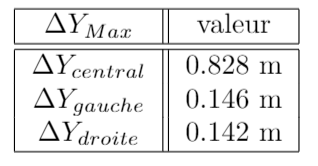 ΔY_Max valeur
ΔY_central 0.828 m
ΔY_gauche 0.146 m
ΔY_droite 0.142 m